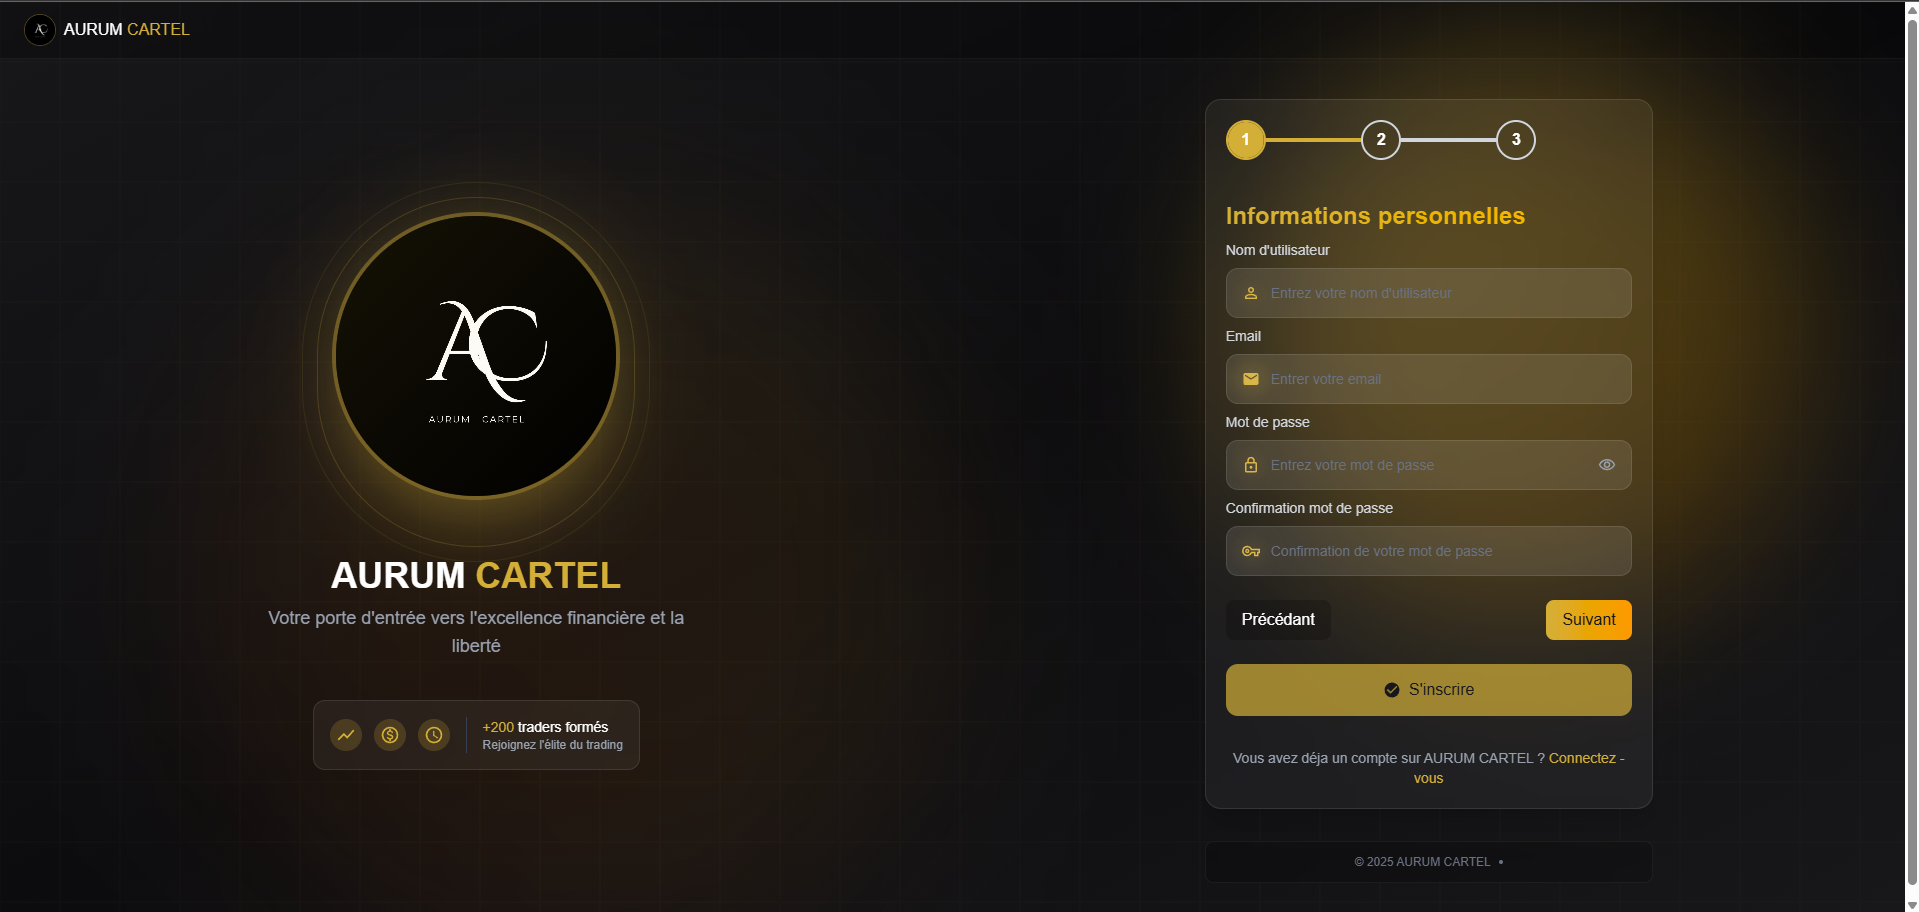 AURUM CARTEL
AC
AURUM CARTEL
AURUM CARTEL
Votre porte d'entrée vers l'excellence financière et la
liberté
+200 traders formés
Rejoignez l'élite du trading
1 2 3
Informations personnelles
Nom d'utilisateur
Entrez votre nom d'utilisateur
Email
Entrer votre email
Mot de passe
Entrez votre mot de passe
Confirmation mot de passe
Confirmation de votre mot de passe
Précédant Suivant
S'inscrire
Vous avez déja un compte sur AURUM CARTEL ? Connectez -
vous
© 2025 AURUM CARTEL •